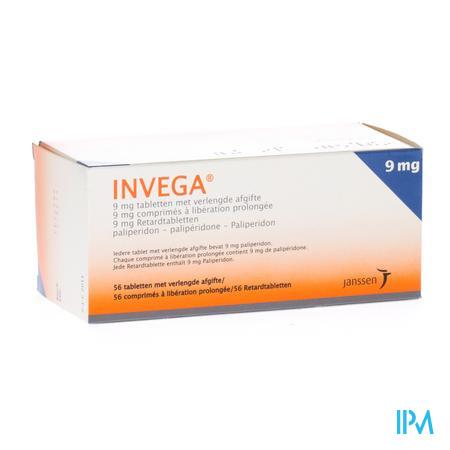 INVEGA®
9 mg
9 mg tabletten met verlengde afgifte
9 mg comprimés à libération prolongée
9 mg Retardtabletten
paliperidon - palipéridone - Paliperidon
Iedere tablet met verlengde afgifte bevat 9 mg paliperidon.
Chaque comprimé à libération prolongée contient 9 mg de palipéridone.
Jede Retardtablette enthält 9 mg Paliperidon.
56 tabletten met verlengde afgifte/
56 comprimés à libération prolongée/56 Retardtabletten
janssen
IPM